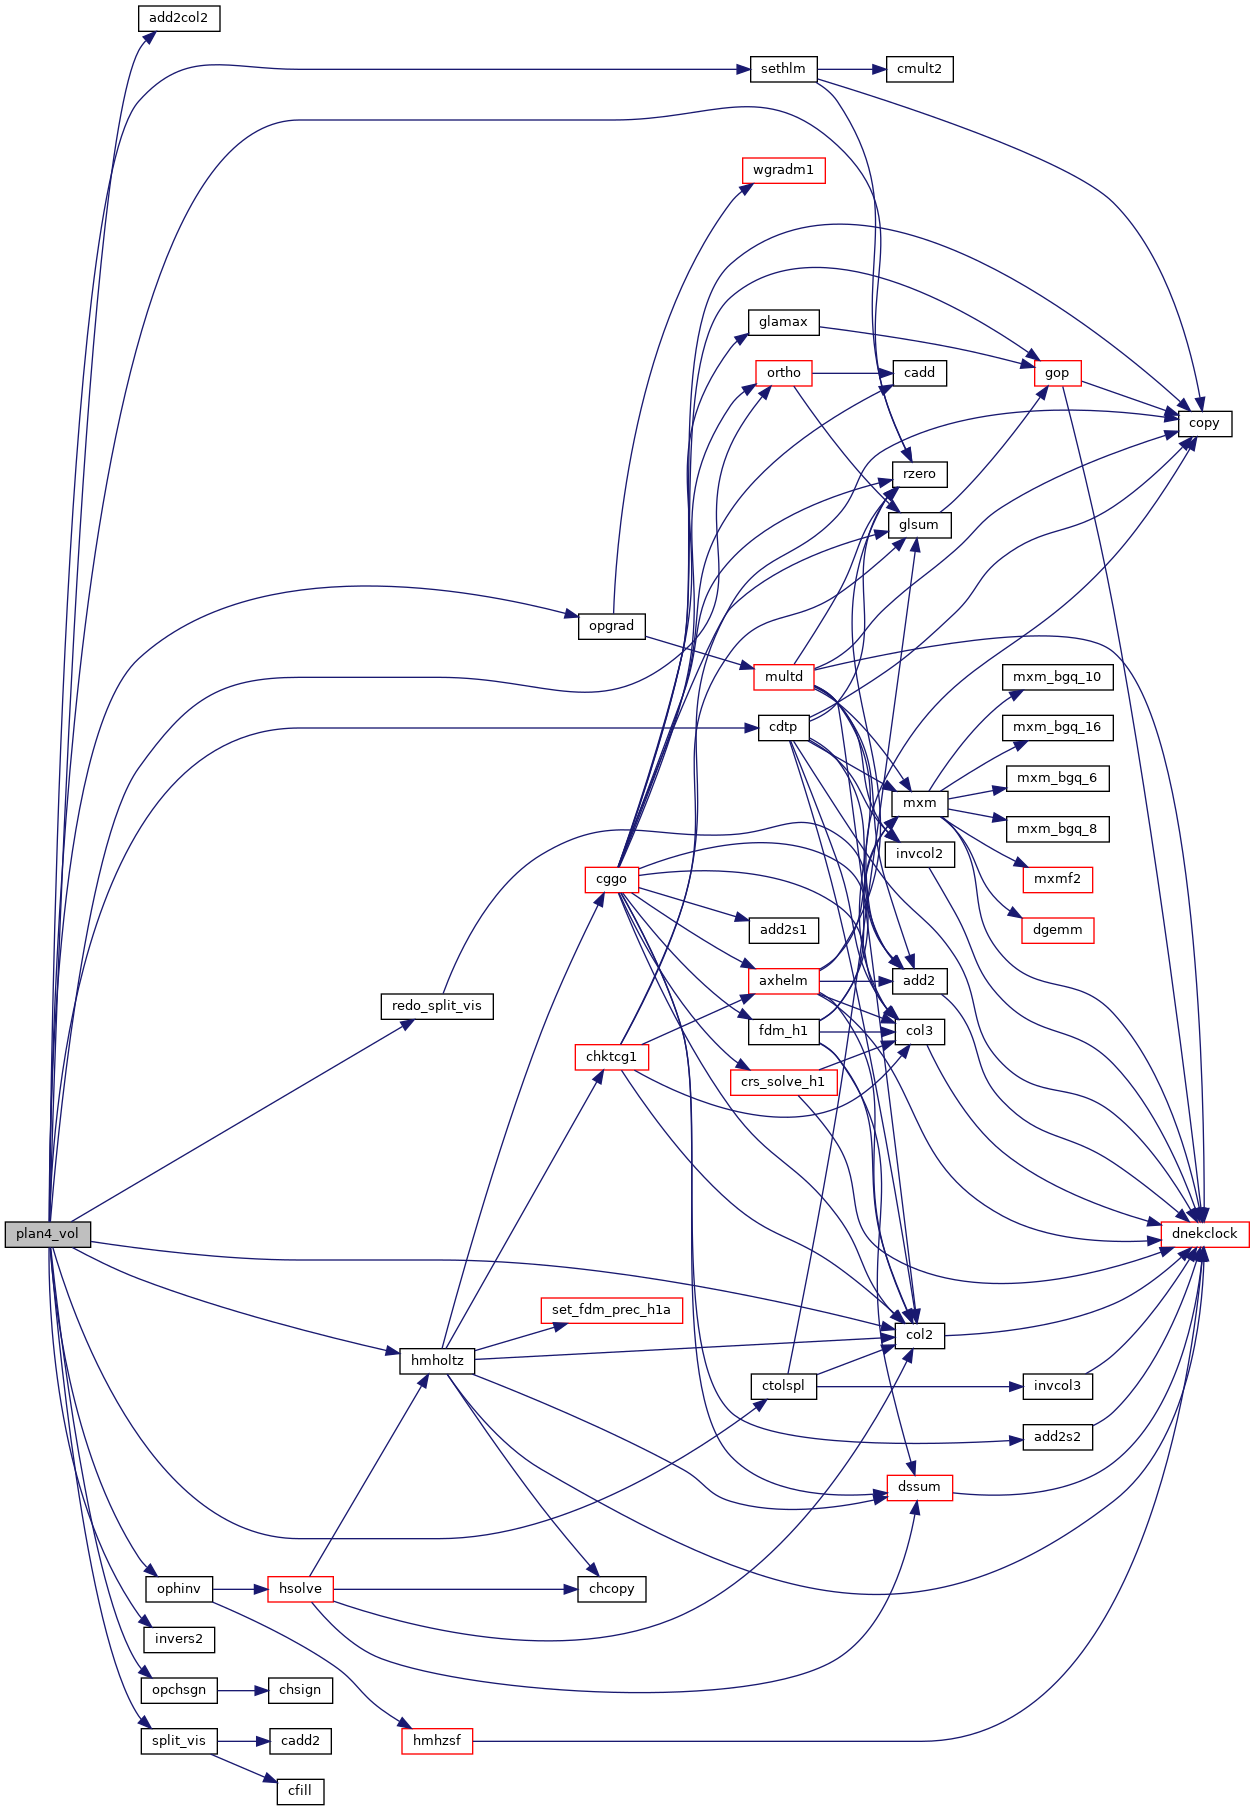 add2col2
sethlm
cmult2
wgradm1
glamax
ortho
cadd
gop
copy
rzero
glsum
opgrad
multd
mxm_bgq_10
cdtp
mxm_bgq_16
mxm_bgq_6
mxm
mxm_bgq_8
invcol2
cggo
mxmf2
add2s1
dgemm
axhelm
add2
redo_split_vis
fdm_h1
col3
chktcg1
crs_solve_h1
plan4_vol
dnekclock
set_fdm_prec_h1a
col2
hmholtz
ctolspl
invcol3
add2s2
dssum
ophinv
hsolve
chcopy
invers2
opchsgn
chsign
split_vis
cadd2
hmhzsf
cfill